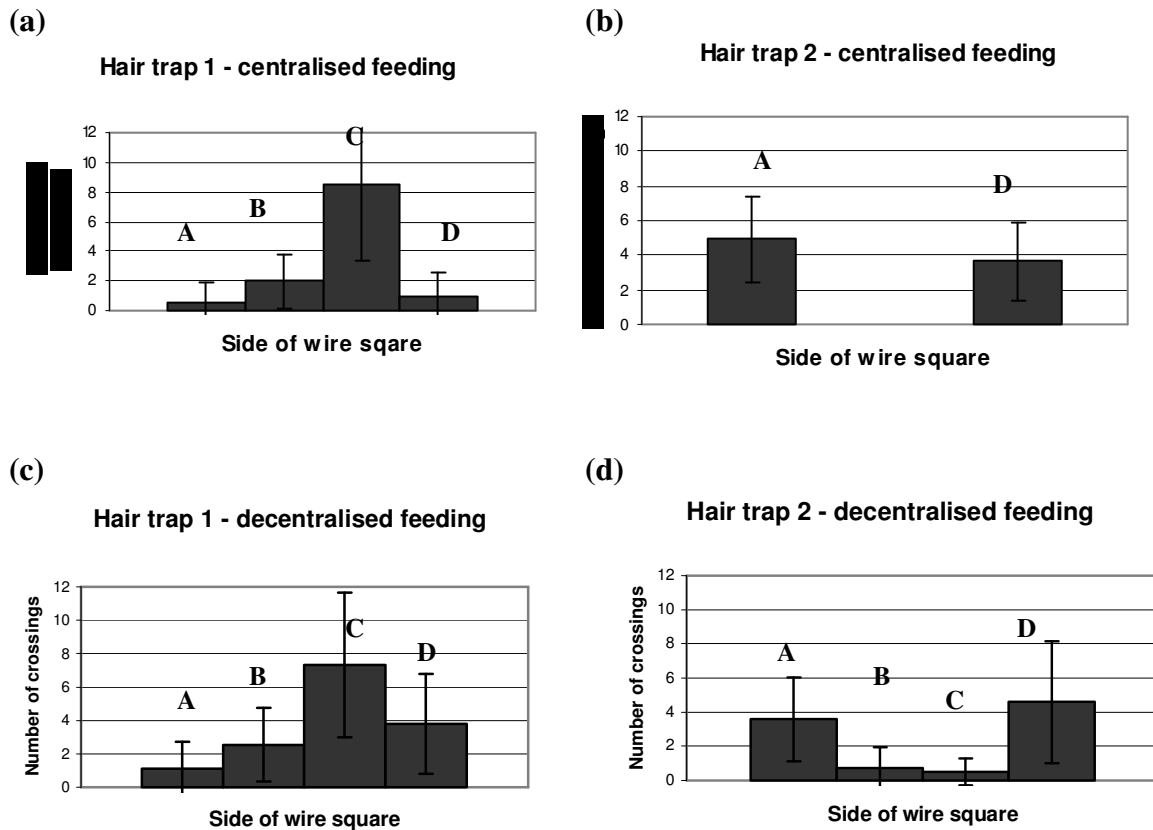 (a)
Hair trap 1 - centralised feeding
12
10
8
6
4
2
0
A
B
C
D
Side of wire sqare
(b)
Hair trap 2 - centralised feeding
12
10
8
6
4
2
0
A
D
Side of wire square
(c)
Hair trap 1 - decentralised feeding
Number of crossings
12
10
8
6
4
2
0
A
B
C
D
Side of wire square
(d)
Hair trap 2 - decentralised feeding
Number of crossings
12
10
8
6
4
2
0
A
B
C
D
Side of wire square